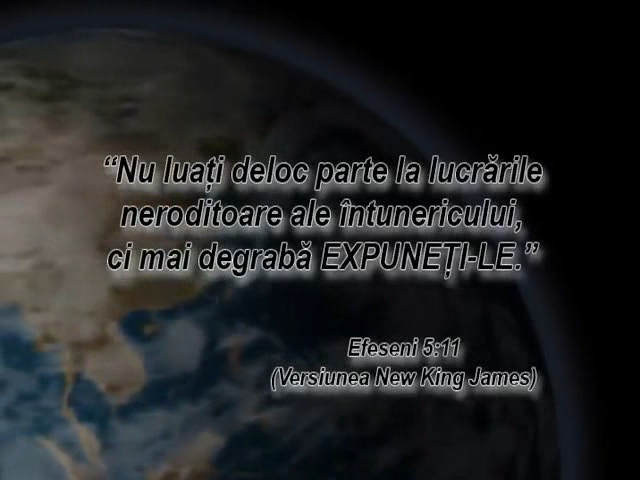 “Nu luați deloc parte la lucrările
neroditoare ale întunericului,
ci mai degrabă EXPUNEȚI-LE.”
Efeseni 5:11
(Versiunea New King James)